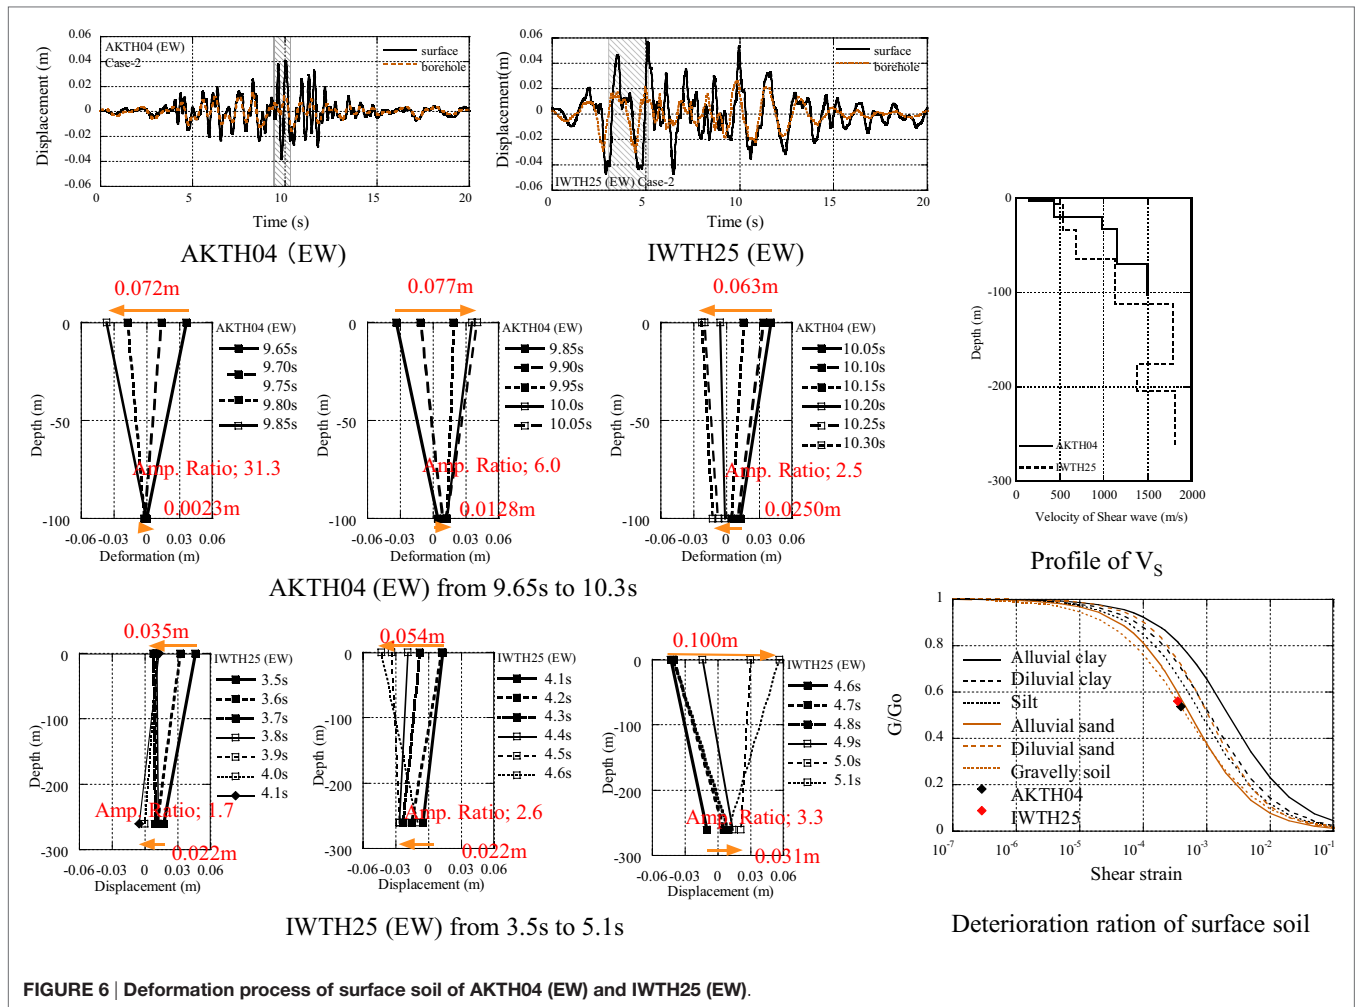 0.06
0.04
0.02
0
-0.02
-0.04
-0.06
Displacement (m)
AKTH04 (EW)
Case-2
surface
borehole
0 5 10 15 20
Time (s)
AKTH04 (EW)
0.06
0.04
0.02
0
-0.02
-0.04
-0.06
Displacement(m)
surface
borehole
IWTH25 (EW) Case-2
0 5 10 15 20
Time (s)
IWTH25 (EW)
0.072m
0
-50
-100
Depth (m)
AKTH04 (EW)
9.65s
9.70s
9.75s
9.80s
9.85s
Amp. Ratio; 31.3
0.0023m
-0.06 -0.03 0 0.03 0.06
Deformation (m)
0.077m
0
-50
-100
Depth (m)
AKTH04 (EW)
9.85s
9.90s
9.95s
10.0s
10.05s
Amp. Ratio; 6.0
0.0128m
-0.06 -0.03 0 0.03 0.06
Deformation (m)
0.063m
0
-50
-100
Depth (m)
AKTH04 (EW)
10.05s
10.10s
10.15s
10.20s
10.25s
10.30s
Amp. Ratio; 2.5
0.0250m
-0.06 -0.03 0 0.03 0.06
Deformation (m)
AKTH04 (EW) from 9.65s to 10.3s
0
-100
-200
-300
Depth (m)
AKTH04
IWTH25
0 500 1000 1500 2000
Velocity of Shear wave (m/s)
Profile of VS
0.035m
0
-100
-200
-300
Depth (m)
IWTH25 (EW)
3.5s
3.6s
3.7s
3.8s
3.9s
4.0s
4.1s
Amp. Ratio; 1.7
0.022m
-0.06 -0.03 0 0.03 0.06
Displacement (m)
0.054m
0
-100
-200
-300
Depth (m)
IWTH25 (EW)
4.1s
4.2s
4.3s
4.4s
4.5s
4.6s
Amp. Ratio; 2.6
0.022m
-0.06 -0.03 0 0.03 0.06
Displacement (m)
0.100m
0
-100
-200
-300
Depth (m)
IWTH25 (EW)
4.6s
4.7s
4.8s
4.9s
5.0s
5.1s
Amp. Ratio; 3.3
0.031m
-0.06 -0.03 0 0.03 0.06
Displacement (m)
IWTH25 (EW) from 3.5s to 5.1s
1
0.8
0.6
0.4
0.2
0
G/Go
Alluvial clay
Diluvial clay
Silt
Alluvial sand
Diluvial sand
Gravelly soil
AKTH04
IWTH25
10-7 10-6 10-5 10-4 10-3 10-2 10-1
Shear strain
Deterioration ration of surface soil
FIGURE 6 | Deformation process of surface soil of AKTH04 (EW) and IWTH25 (EW).